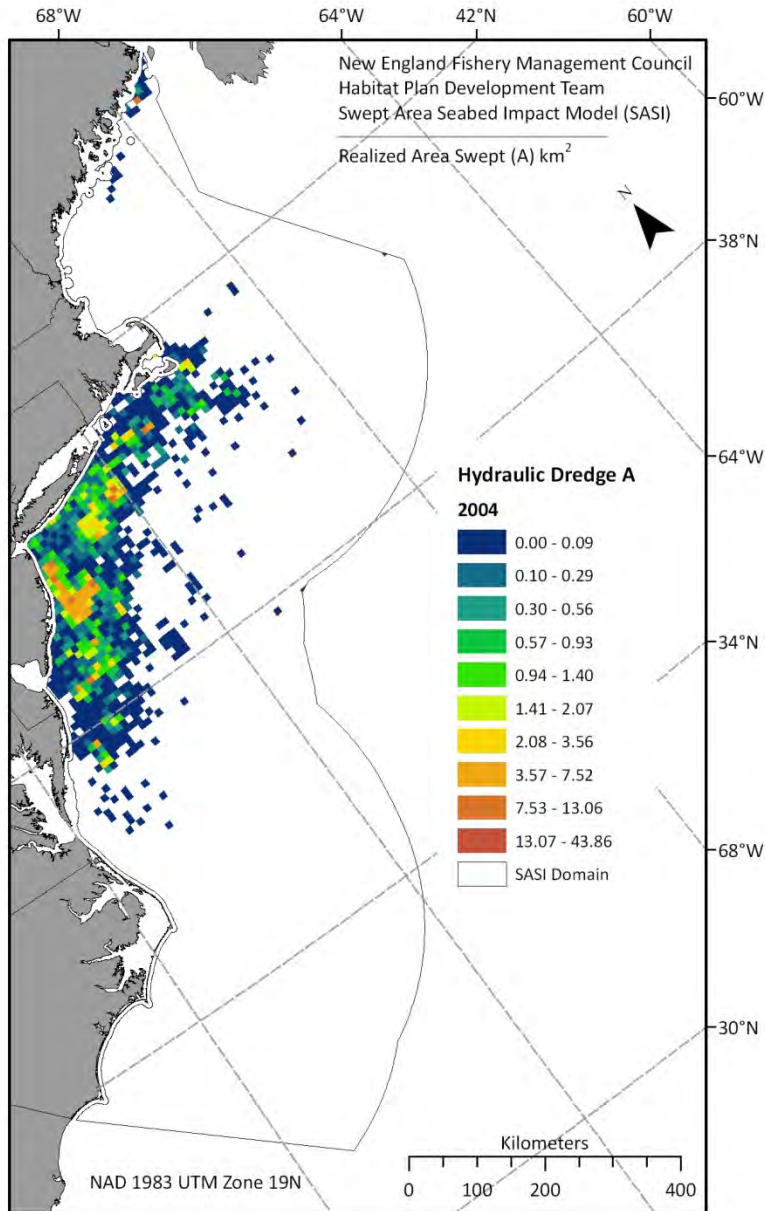 68°W 64°W 42°N 60°W
New England Fishery Management Council
Habitat Plan Development Team
Swept Area Seabed Impact Model (SASI)
Realized Area Swept (A) km²
N
60°W
38°N
64°W
34°N
68°W
30°N
Hydraulic Dredge A
2004
0.00 - 0.09
0.10 - 0.29
0.30 - 0.56
0.57 - 0.93
0.94 - 1.40
1.41 - 2.07
2.08 - 3.56
3.57 - 7.52
7.53 - 13.06
13.07 - 43.86
SASI Domain
Kilometers
0 100 200 400
NAD 1983 UTM Zone 19N